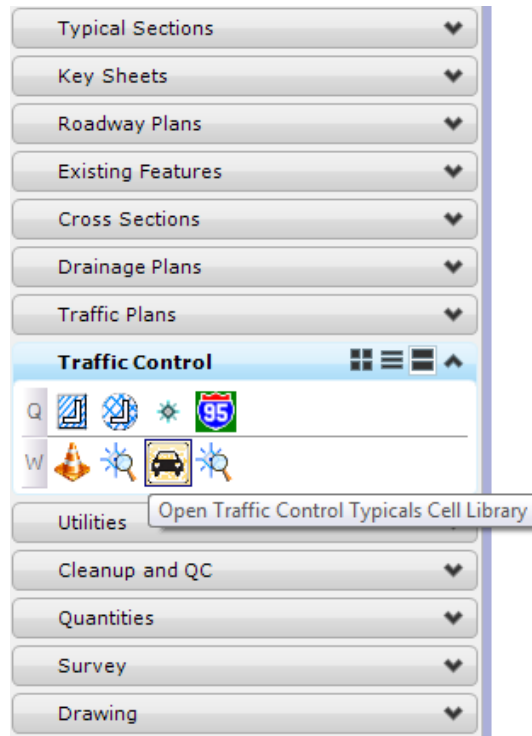 Typical Sections
Key Sheets
Roadway Plans
Existing Features
Cross Sections
Drainage Plans
Traffic Plans
Traffic Control
Q 95
W
Open Traffic Control Typicals Cell Library
Utilities
Cleanup and QC
Quantities
Survey
Drawing